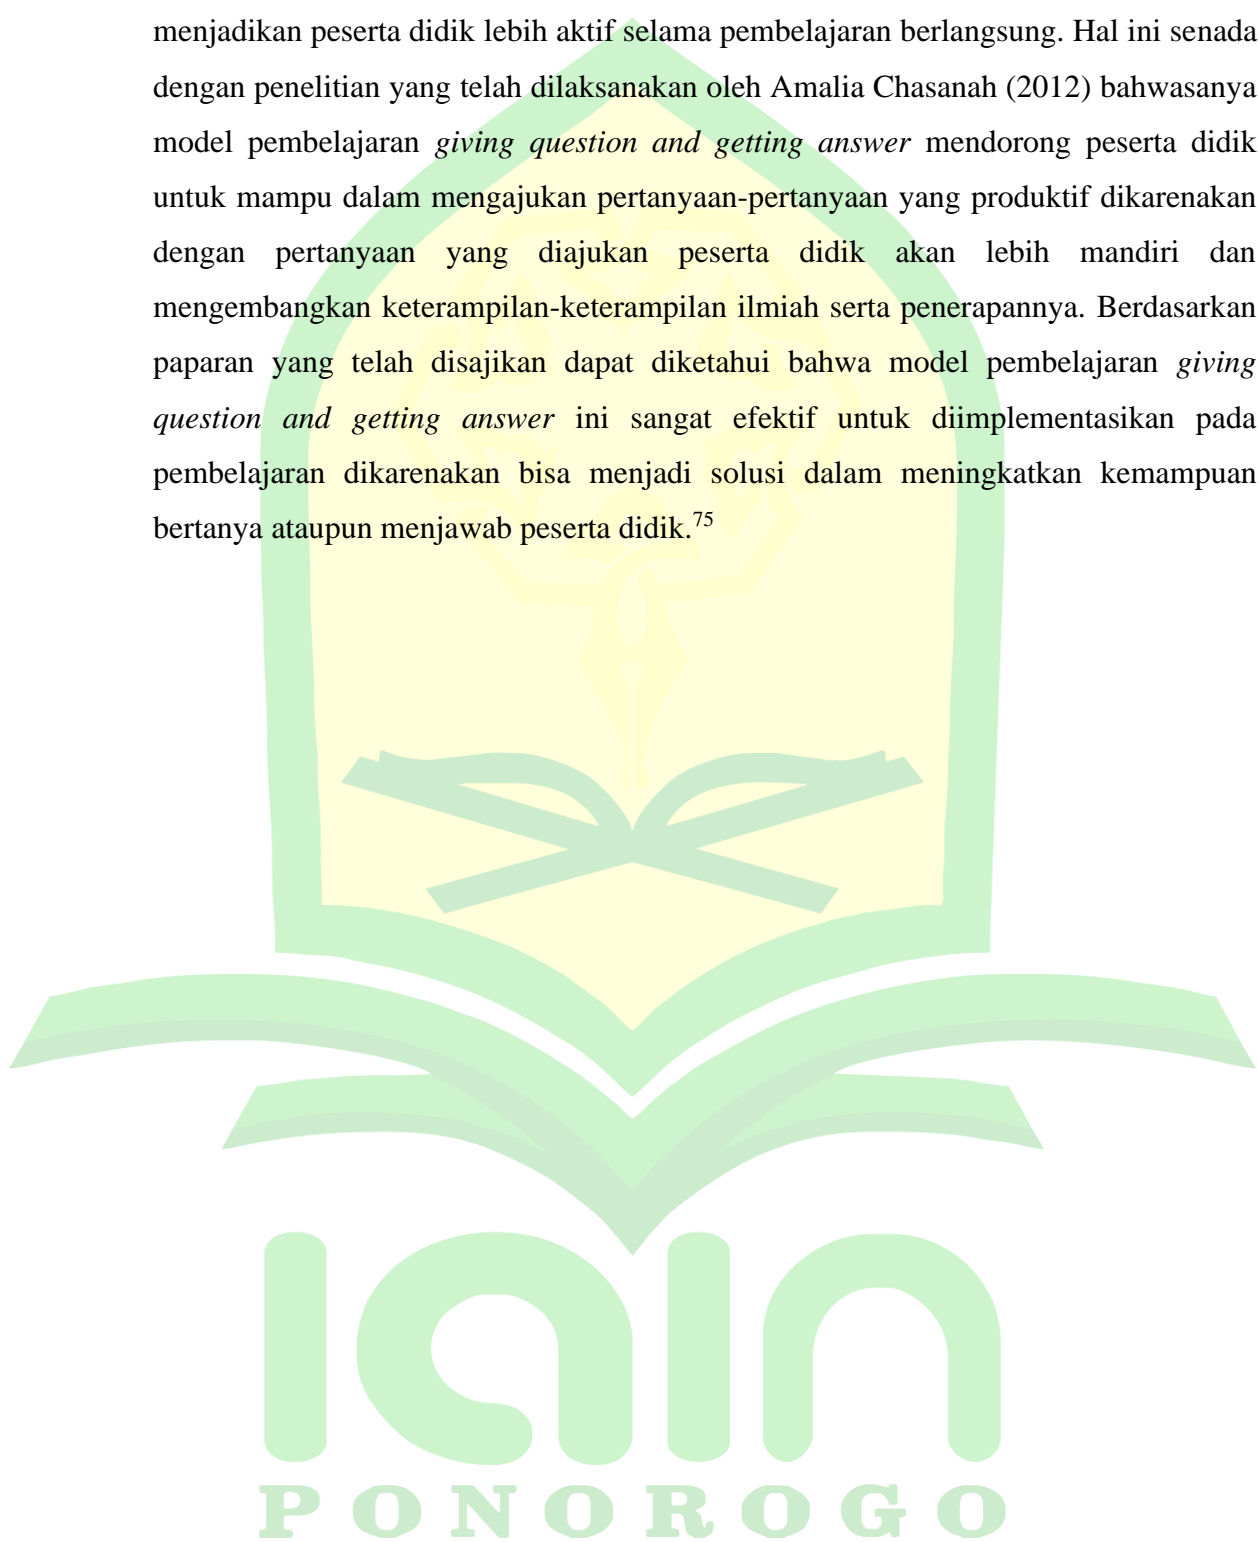 menjadikan peserta didik lebih aktif selama pembelajaran berlangsung. Hal ini senada
dengan penelitian yang telah dilaksanakan oleh Amalia Chasanah (2012) bahwasanya
model pembelajaran giving question and getting answer mendorong peserta didik
untuk mampu dalam mengajukan pertanyaan-pertanyaan yang produktif dikarenakan
dengan pertanyaan yang diajukan peserta didik akan lebih mandiri dan
mengembangkan keterampilan-keterampilan ilmiah serta penerapannya. Berdasarkan
paparan yang telah disajikan dapat diketahui bahwa model pembelajaran giving
question and getting answer ini sangat efektif untuk diimplementasikan pada
pembelajaran dikarenakan bisa menjadi solusi dalam meningkatkan kemampuan
bertanya ataupun menjawab peserta didik.75
iain
PONOROGO